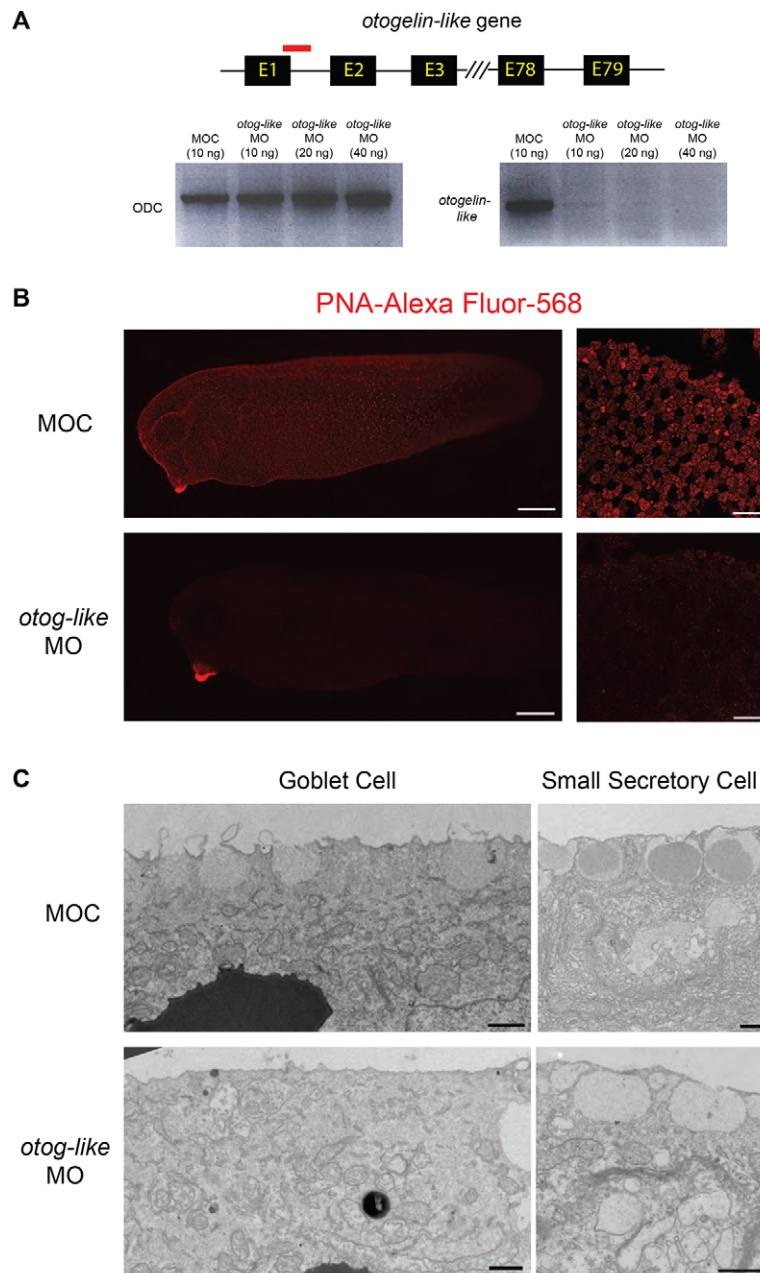 A
otogelin-like gene
E1 E2 E3 E78 E79
MOC (10 ng) otog-like MO (10 ng) otog-like MO (20 ng) otog-like MO (40 ng)
MOC (10 ng) otog-like MO (10 ng) otog-like MO (20 ng) otog-like MO (40 ng)
ODC
otogelin-
like
B
PNA-Alexa Fluor-568
MOC
otog-like
MO
C
Goblet Cell Small Secretory Cell
MOC
otog-like
MO